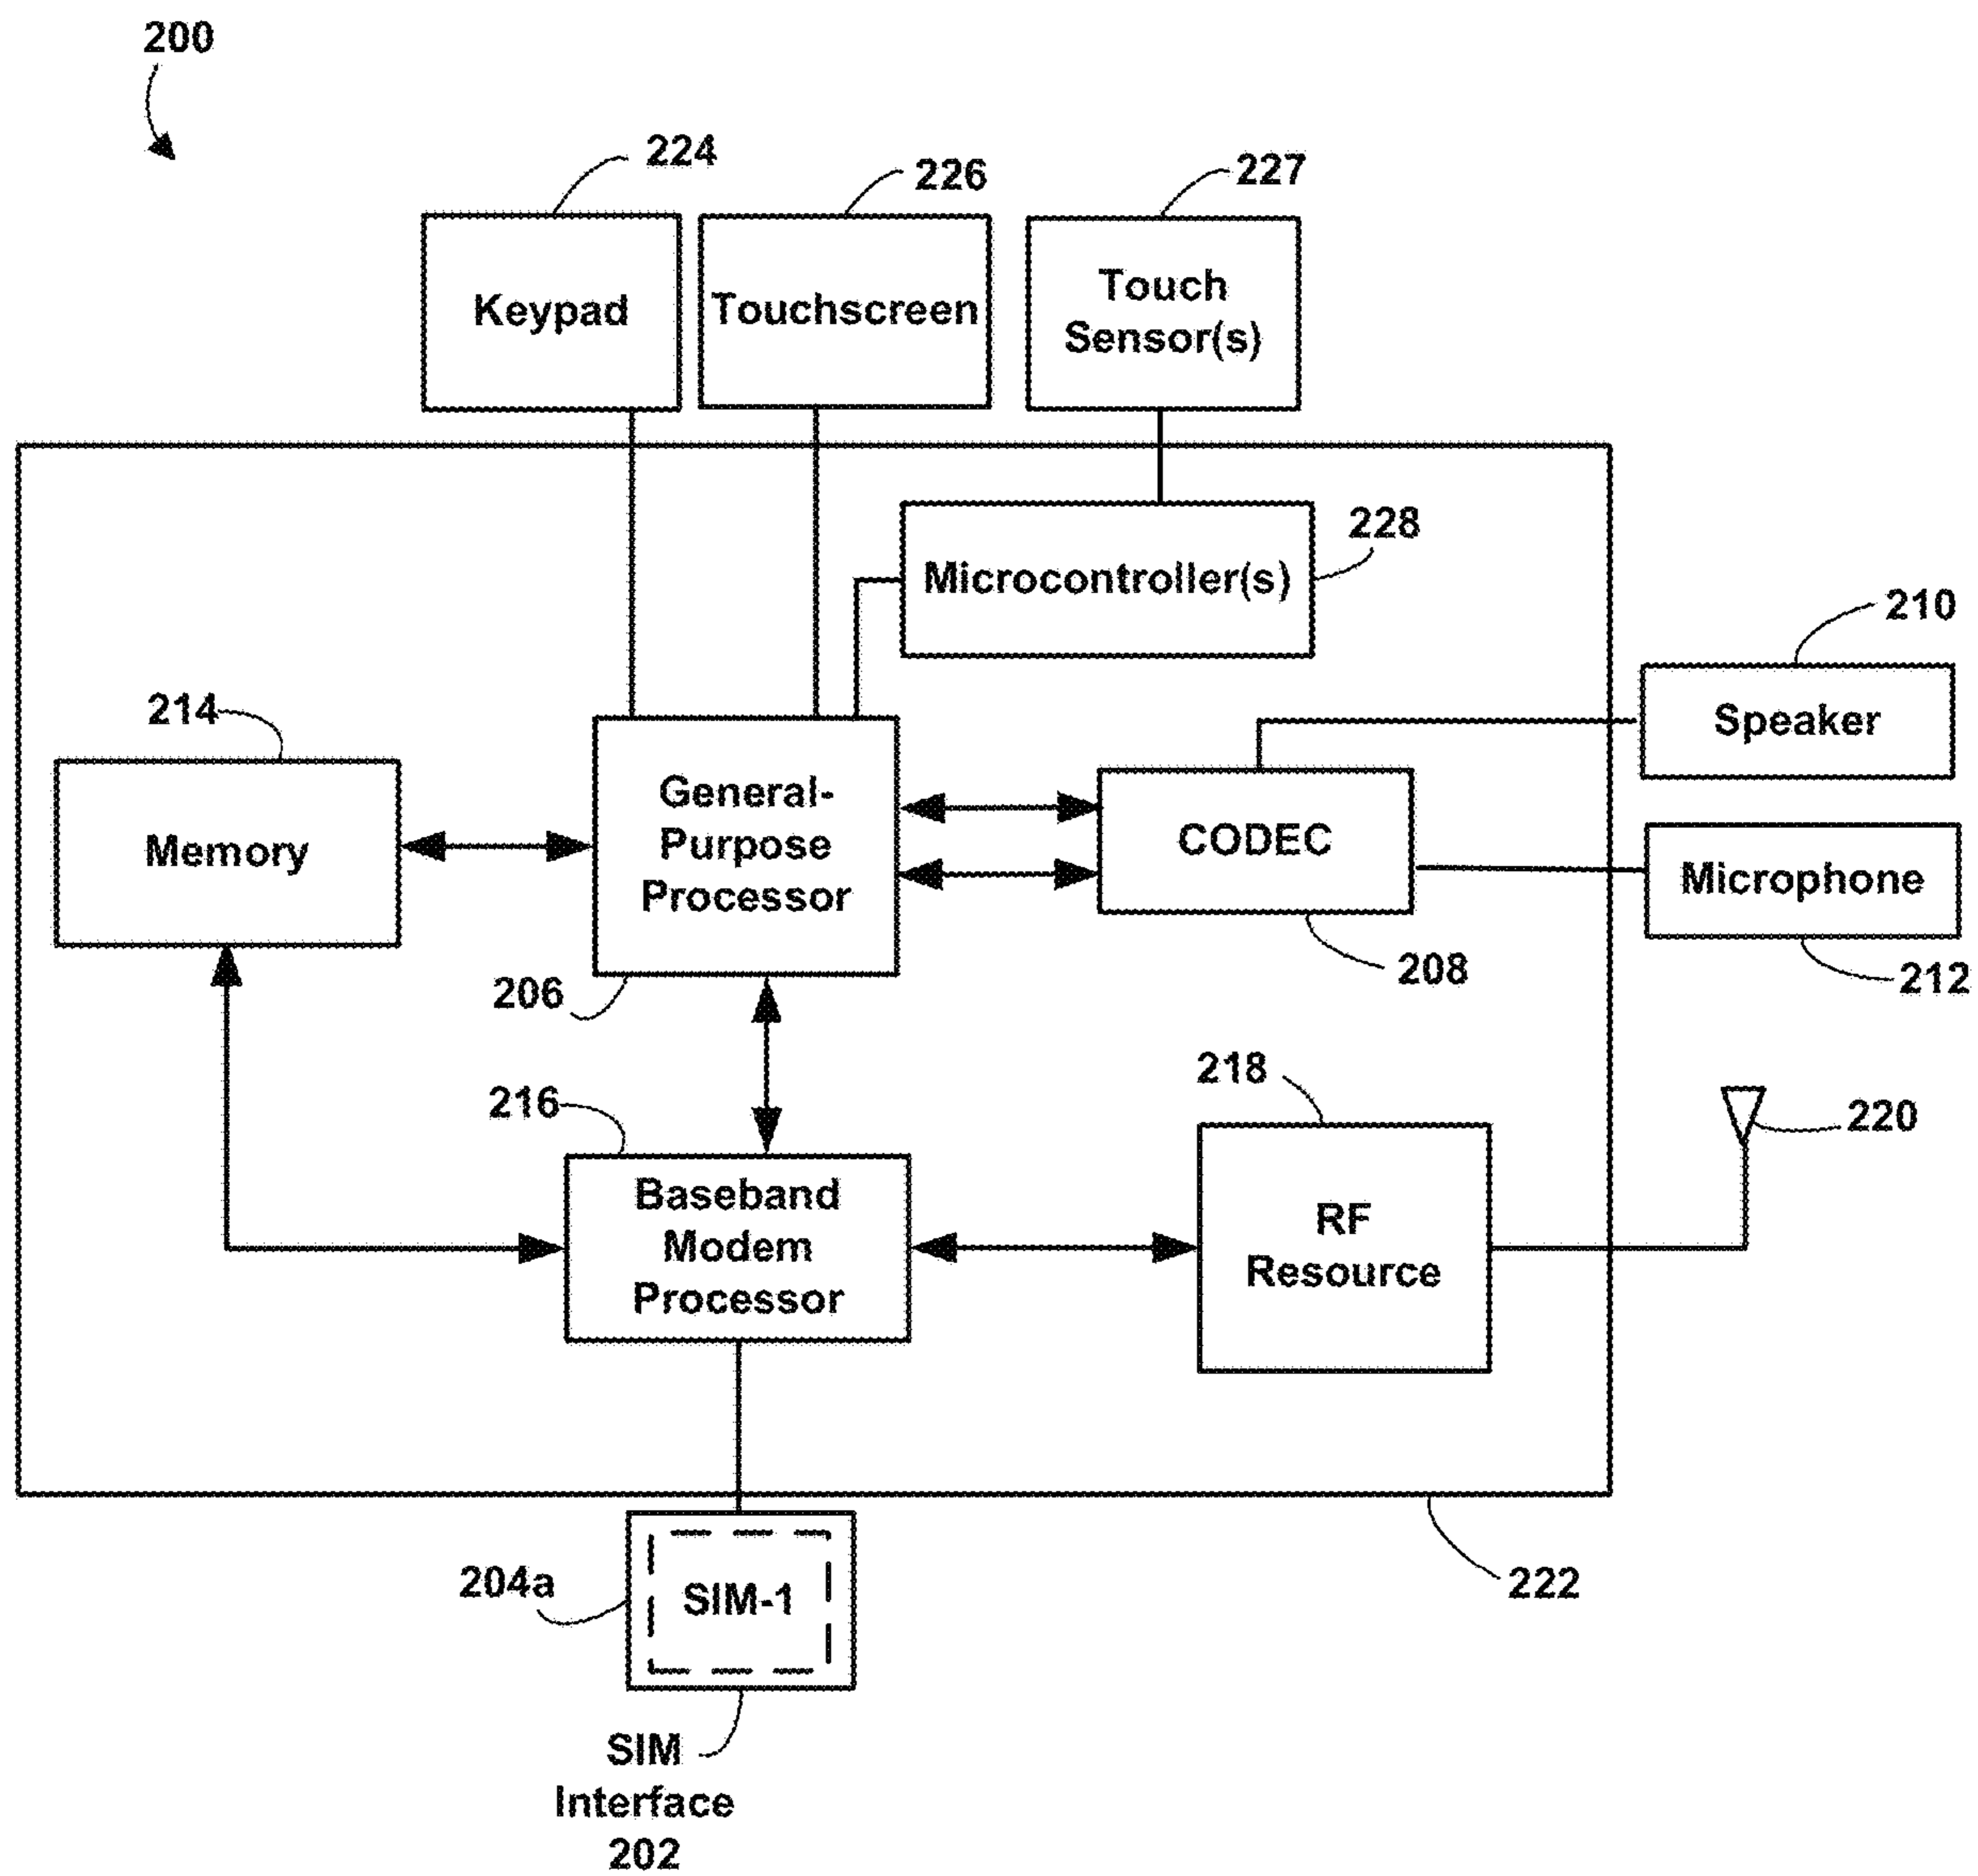 200
224
226
227
Keypad
Touchscreen
Touch
Sensor(s)
228
Microcontroller(s)
210
Speaker
214
Memory
General-
Purpose
Processor
CODEC
Microphone
206
208
212
216
218
220
Baseband
Modem
Processor
RF
Resource
204a
SIM-1
222
SIM
Interface
202